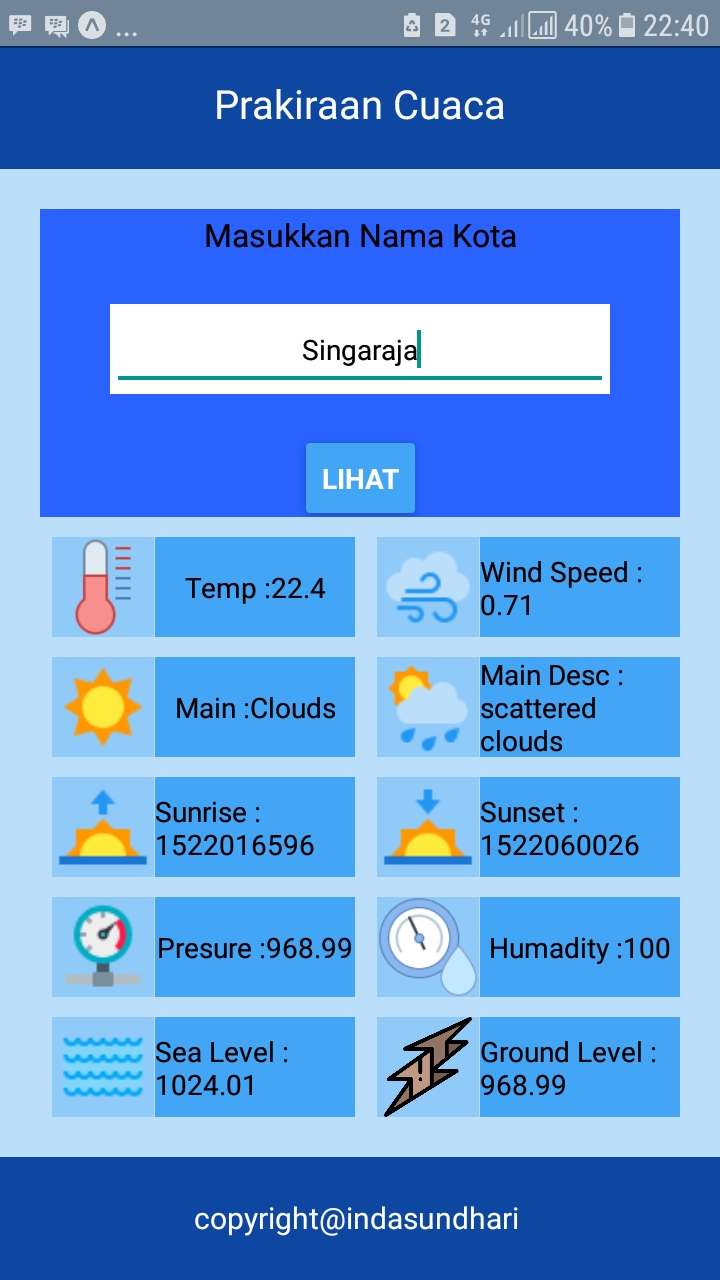 ... 2 4G 40% 22:40
Prakiraan Cuaca
Masukkan Nama Kota
Singaraja
LIHAT
Temp :22.4
Wind Speed :
0.71
Main :Clouds
Main Desc :
scattered
clouds
Sunrise :
1522016596
Sunset :
1522060026
Presure :968.99
Humadity :100
Sea Level :
1024.01
Ground Level :
968.99
copyright@indasundhari